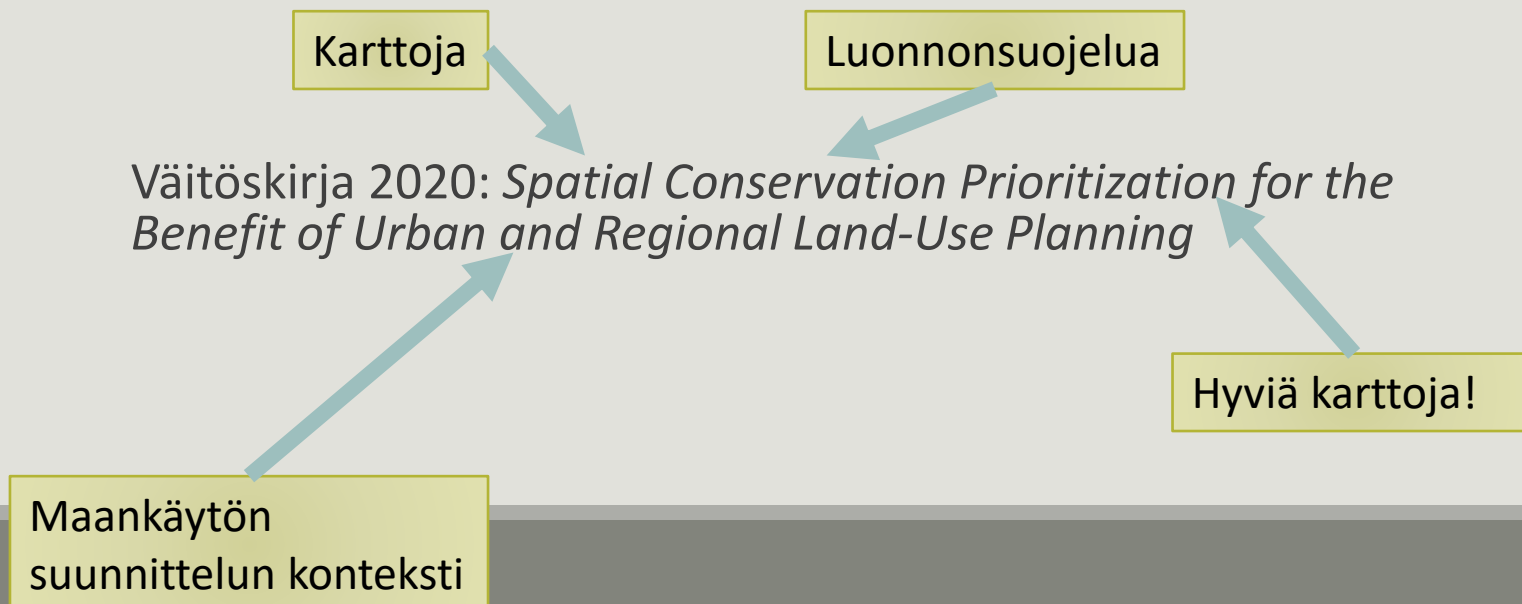 Karttoja
Luonnonsuojelua
Väitöskirja 2020: Spatial Conservation Prioritization for the
Benefit of Urban and Regional Land-Use Planning
Hyviä karttoja!
Maankäytön
suunnittelun konteksti